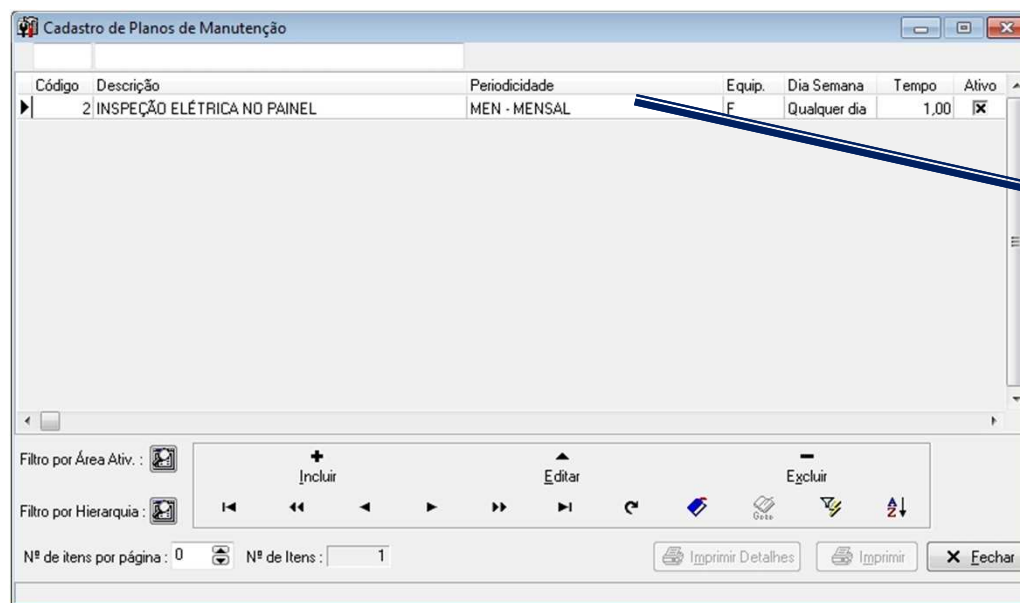 Cadastro de Planos de Manutenção
Código Descrição Periodicidade Equip. Dia Semana Tempo Ativo
2 INSPEÇÃO ELÉTRICA NO PAINEL MEN - MENSAL F Qualquer dia 1,00
Filtro por Área Ativ. :
Incluir Editar Excluir
Filtro por Hierarquia :
Goto
Nº de itens por página : 0 Nº de Itens : 1 Imprimir Detalhes Imprimir Fechar